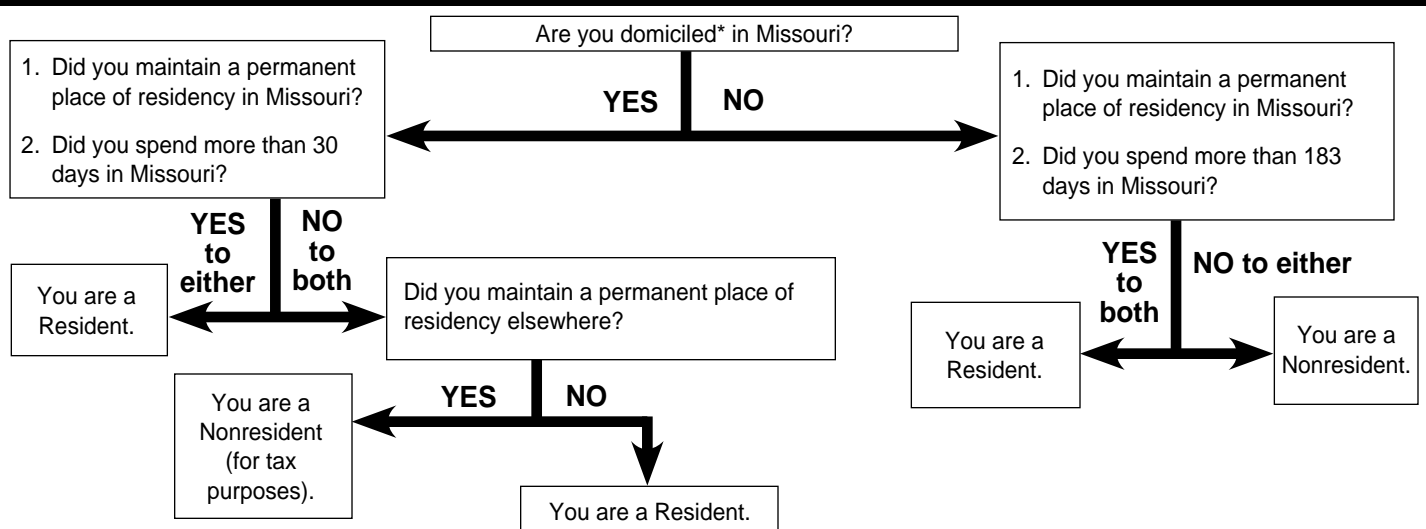 Are you domiciled* in Missouri?
1. Did you maintain a permanent
place of residency in Missouri?
2. Did you spend more than 30
days in Missouri?
YES NO
1. Did you maintain a permanent
place of residency in Missouri?
2. Did you spend more than 183
days in Missouri?
YES
to
either
NO
to
both
You are a
Resident.
Did you maintain a permanent place of
residency elsewhere?
YES NO
You are a
Nonresident
(for tax
purposes).
You are a Resident.
YES
to
both
NO to either
You are a
Resident.
You are a
Nonresident.